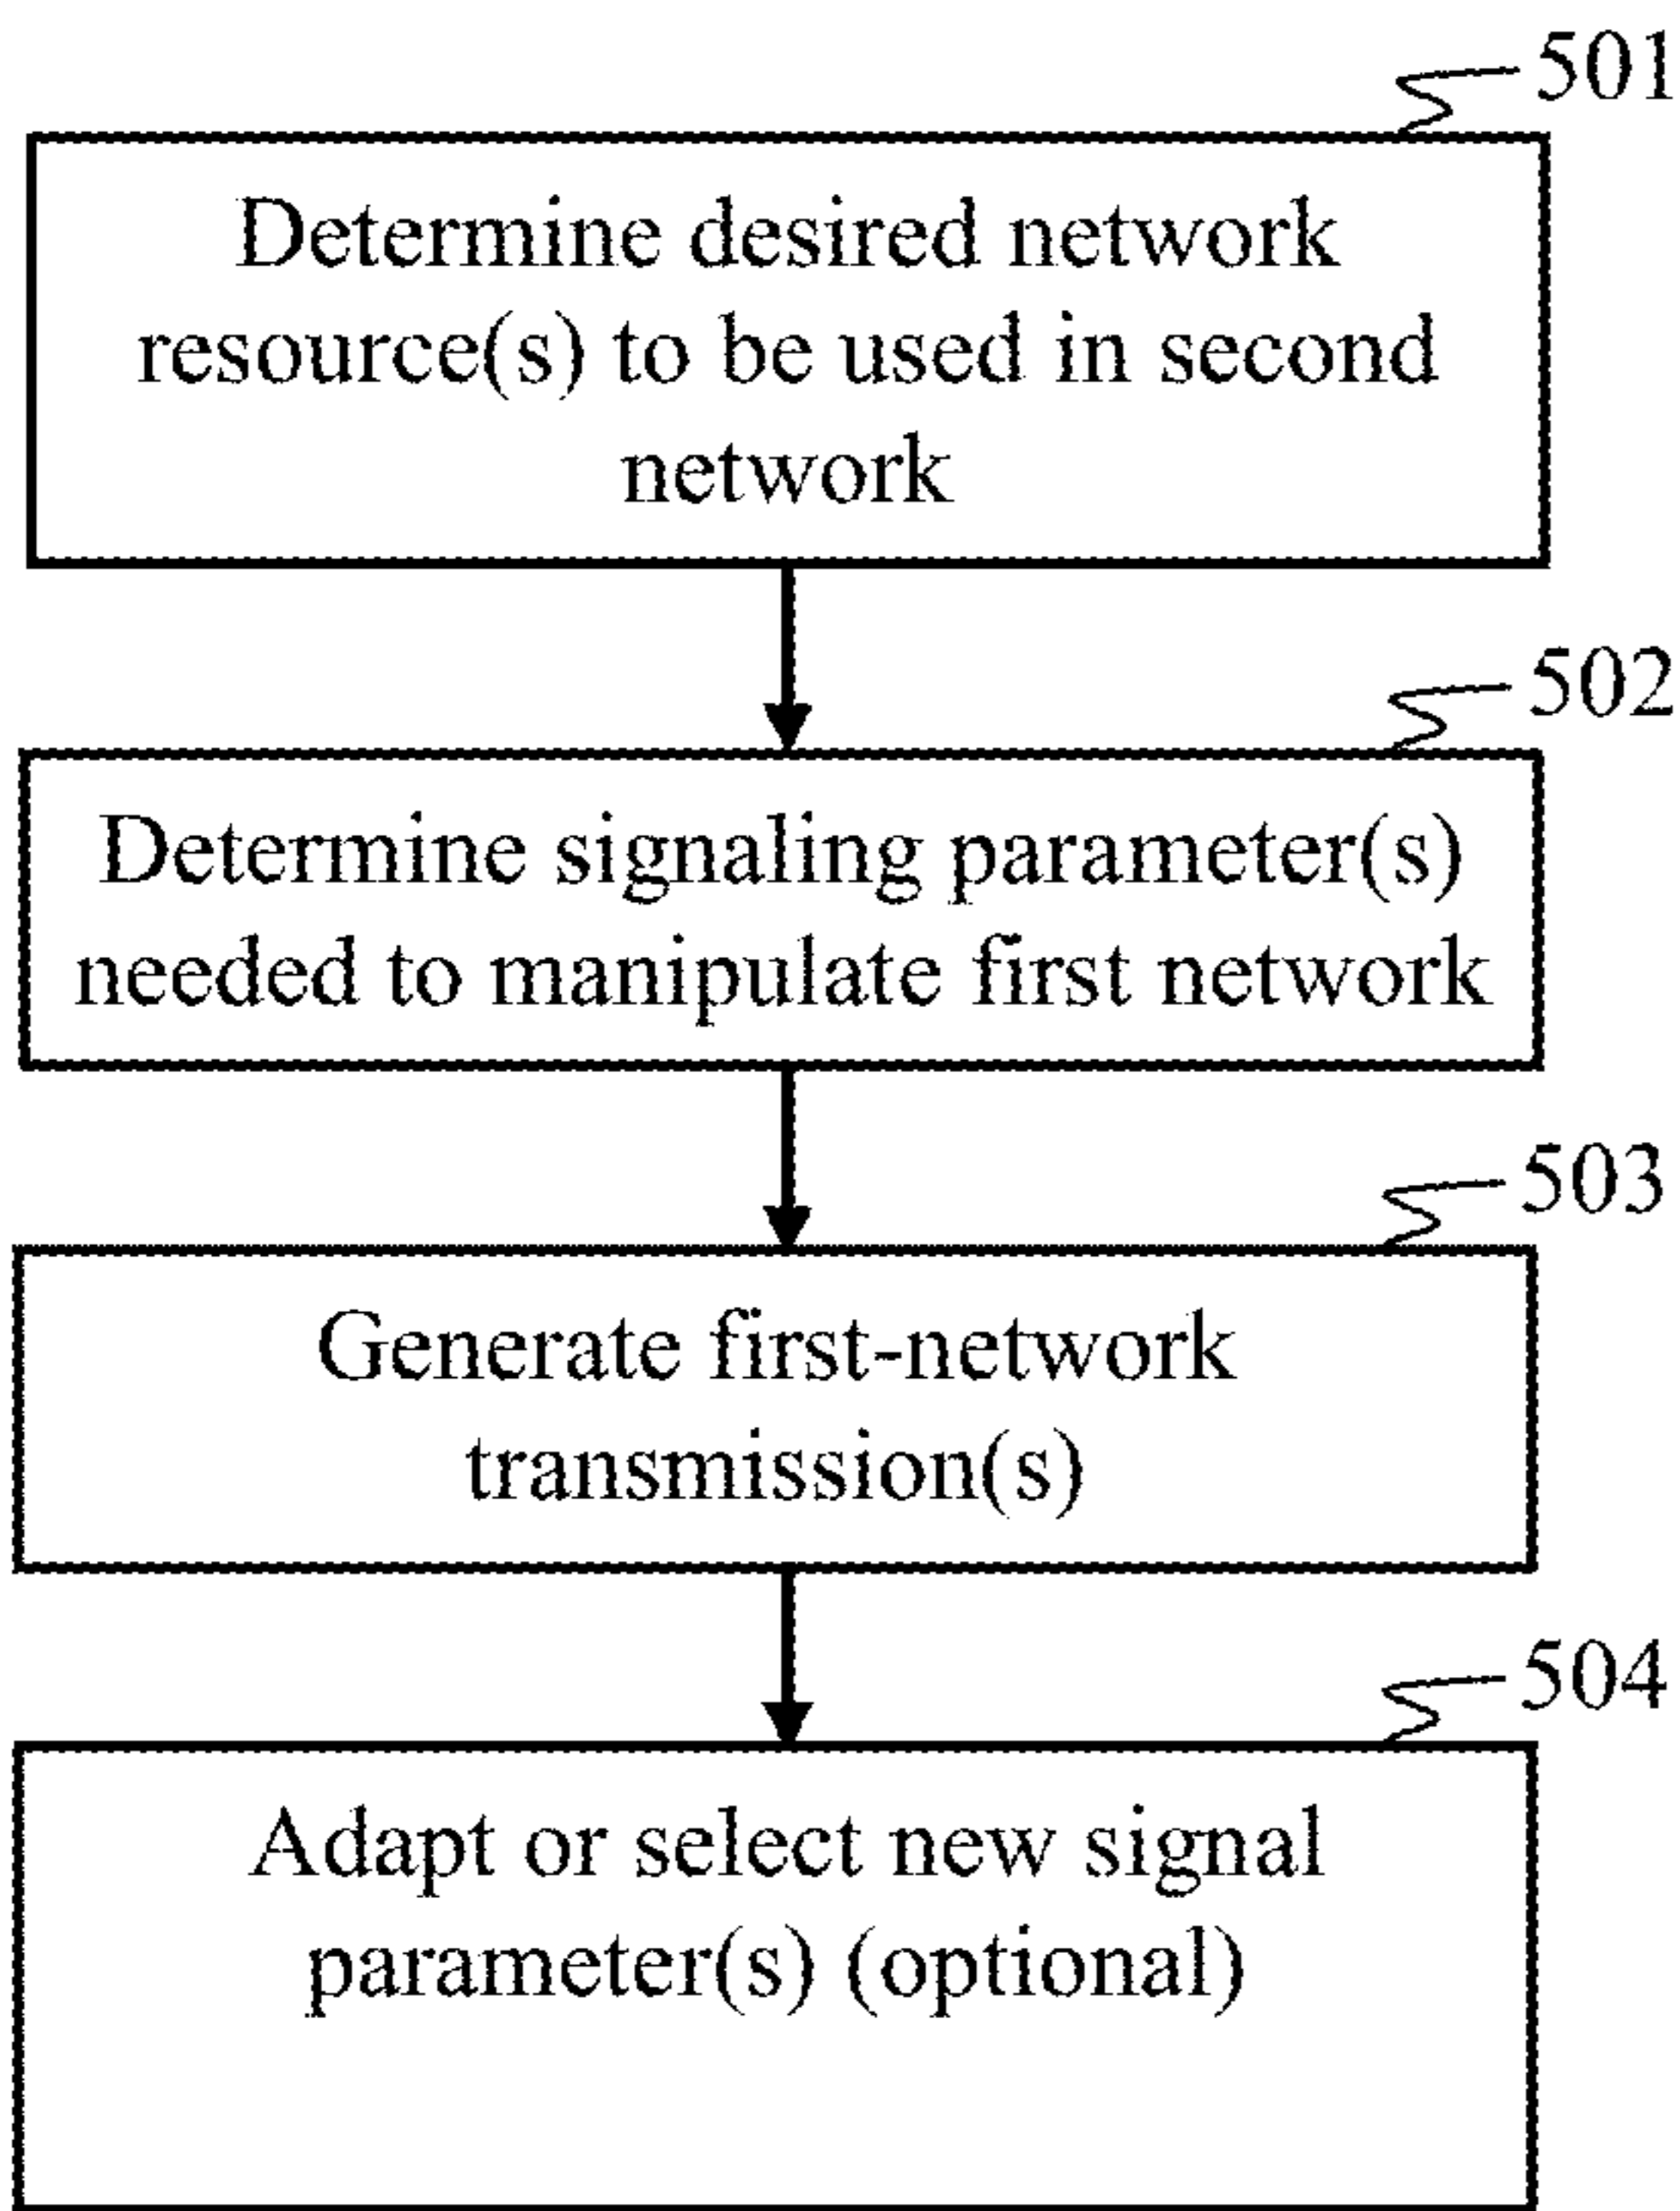 501
Determine desired network
resource(s) to be used in second
network
502
Determine signaling parameter(s)
needed to manipulate first network
503
Generate first-network
transmission(s)
504
Adapt or select new signal
parameter(s) (optional)